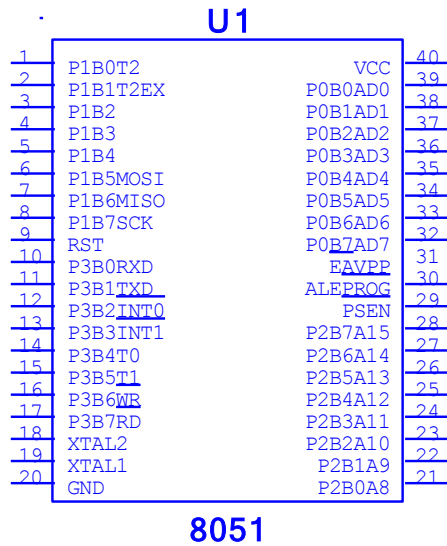 U1
1 P1B0T2 VCC 40
2 P1B1T2EX P0B0AD0 39
3 P1B2 P0B1AD1 38
4 P1B3 P0B2AD2 37
5 P1B4 P0B3AD3 36
6 P1B5MOSI P0B4AD4 35
7 P1B6MISO P0B5AD5 34
8 P1B7SCK P0B6AD6 33
9 RST P0B7AD7 32
10 P3B0RXD EAVPP 31
11 P3B1TXD ALEPROG 30
12 P3B2INT0 PSEN 29
13 P3B3INT1 P2B7A15 28
14 P3B4T0 P2B6A14 27
15 P3B5T1 P2B5A13 26
16 P3B6WR P2B4A12 25
17 P3B7RD P2B3A11 24
18 XTAL2 P2B2A10 23
19 XTAL1 P2B1A9 22
20 GND P2B0A8 21
8051